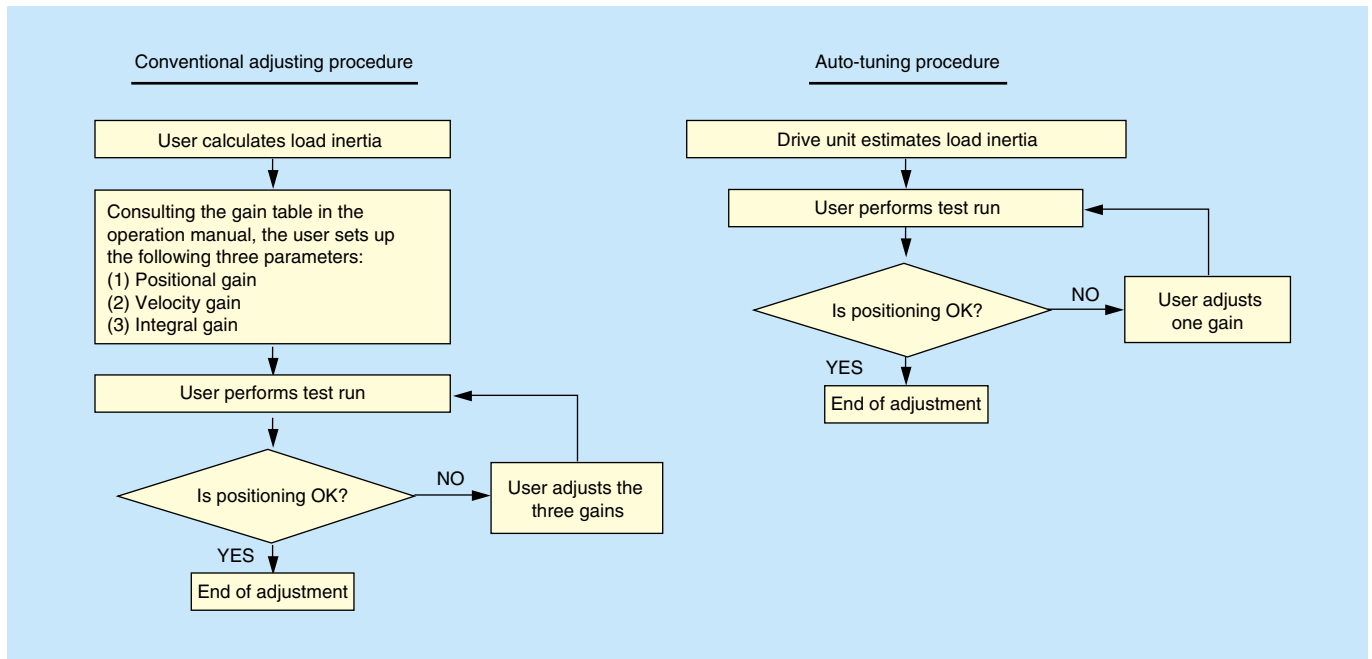 Conventional adjusting procedure
User calculates load inertia
Consulting the gain table in the
operation manual, the user sets up
the following three parameters:
(1) Positional gain
(2) Velocity gain
(3) Integral gain
User performs test run
Is positioning OK?
NO
User adjusts the
three gains
YES
End of adjustment
Auto-tuning procedure
Drive unit estimates load inertia
User performs test run
Is positioning OK?
NO
User adjusts
one gain
YES
End of adjustment